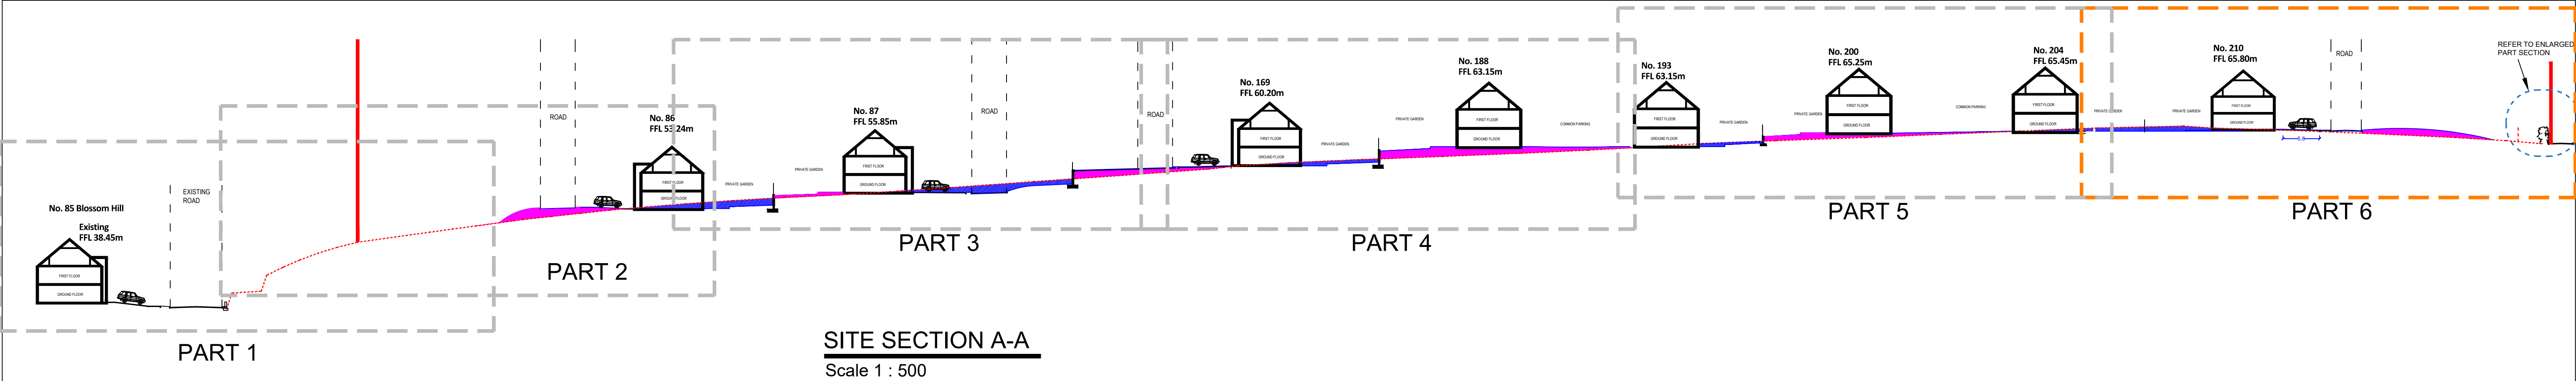 No. 85 Blossom Hill
Existing
FFL 38.45m
FIRST FLOOR
GROUND FLOOR
EXISTING
ROAD
PART 1
ROAD
PART 2
No. 86
FFL 53.24m
FIRST FLOOR
GROUND FLOOR
PRIVATE GARDEN
PRIVATE GARDEN
No. 87
FFL 55.85m
FIRST FLOOR
GROUND FLOOR
ROAD
PART 3
ROAD
No. 169
FFL 60.20m
FIRST FLOOR
GROUND FLOOR
PRIVATE GARDEN
PRIVATE GARDEN
No. 188
FFL 63.15m
FIRST FLOOR
GROUND FLOOR
COMMON PARKING
PART 4
No. 193
FFL 63.15m
FIRST FLOOR
GROUND FLOOR
PRIVATE GARDEN
PRIVATE GARDEN
No. 200
FFL 65.25m
FIRST FLOOR
GROUND FLOOR
COMMON PARKING
PART 5
No. 204
FFL 65.45m
FIRST FLOOR
GROUND FLOOR
PRIVATE GARDEN
PRIVATE GARDEN
No. 210
FFL 65.80m
FIRST FLOOR
GROUND FLOOR
5.8
ROAD
REFER TO ENLARGED
PART SECTION
PART 6
SITE SECTION A-A
Scale 1 : 500